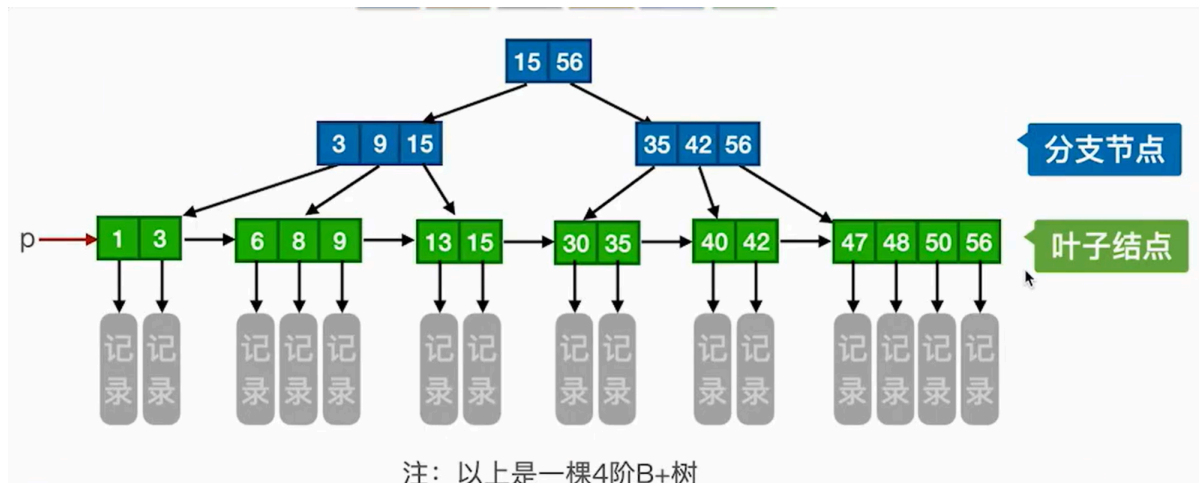 15 56
3 9 15
35 42 56
分支节点
p
1 3
6 8 9
13 15
30 35
40 42
47 48 50 56
叶子结点
记录 记录 记录 记录 记录 记录 记录 记录 记录 记录 记录 记录 记录 记录 记录
注：以上是一棵4阶B+树